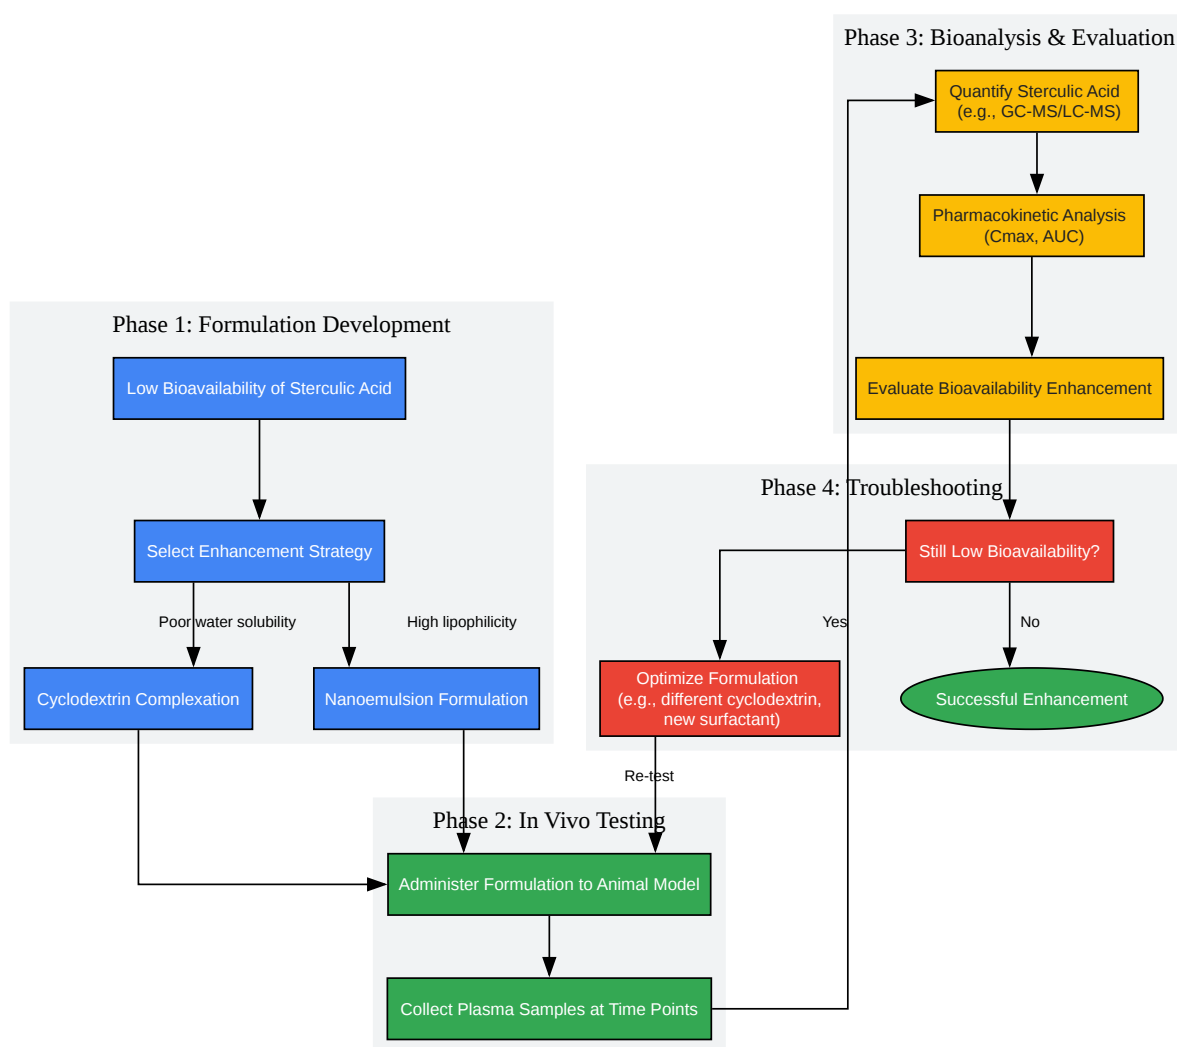 Phase 3: Bioanalysis & Evaluation
Quantify Sterculic Acid
(e.g., GC-MS/LC-MS)
Pharmacokinetic Analysis
(Cmax, AUC)
Evaluate Bioavailability Enhancement
Phase 1: Formulation Development
Low Bioavailability of Sterculic Acid
Select Enhancement Strategy
Poor water solubility
High lipophilicity
Cyclodextrin Complexation
Nanoemulsion Formulation
Phase 4: Troubleshooting
Still Low Bioavailability?
Yes
No
Optimize Formulation
(e.g., different cyclodextrin,
new surfactant)
Successful Enhancement
Re-test
Phase 2: In Vivo Testing
Administer Formulation to Animal Model
Collect Plasma Samples at Time Points